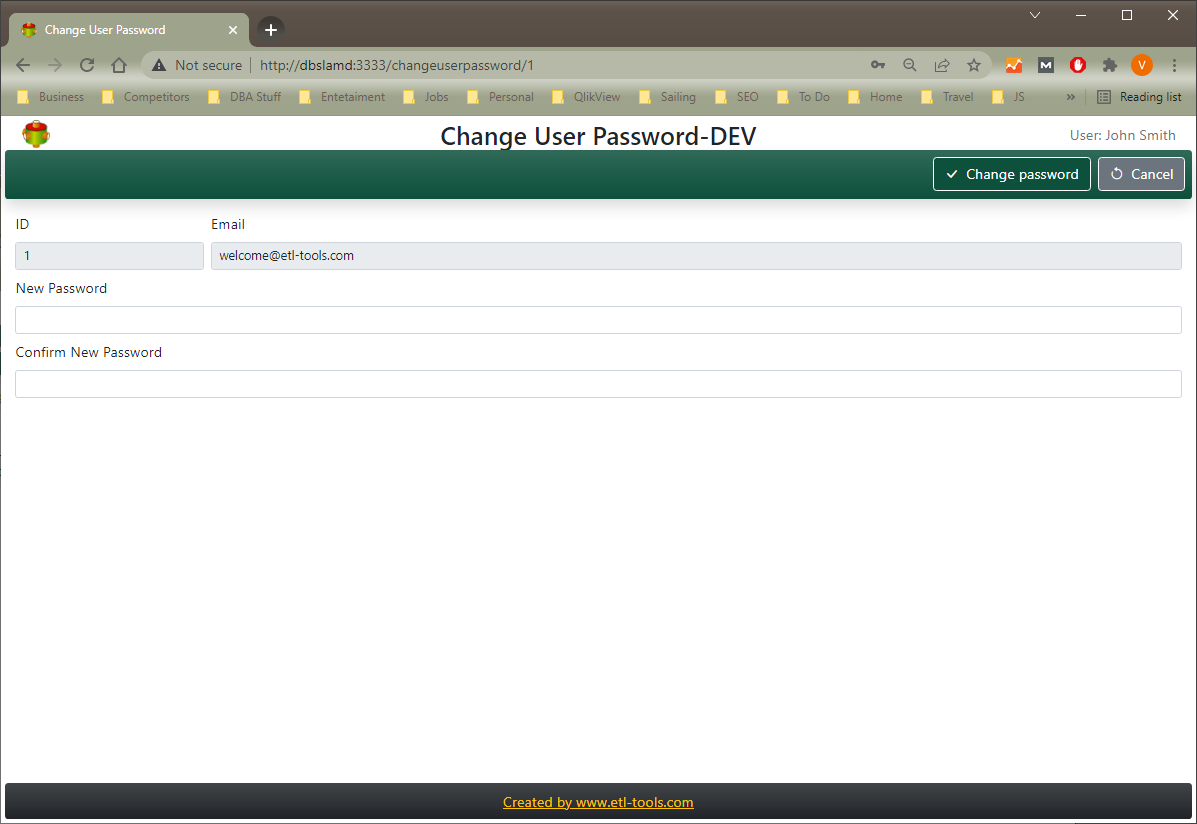 Change User Password
Not secure http://dbslamd:3333/changeuserpassword/1
M V
Business Competitors DBA Stuff Entetaiment Jobs Personal QlikView Sailing SEO To Do Home Travel JS » Reading list
Change User Password-DEV User: John Smith
Change password Cancel
ID Email
1 welcome@etl-tools.com
New Password
Confirm New Password
Created by www.etl-tools.com